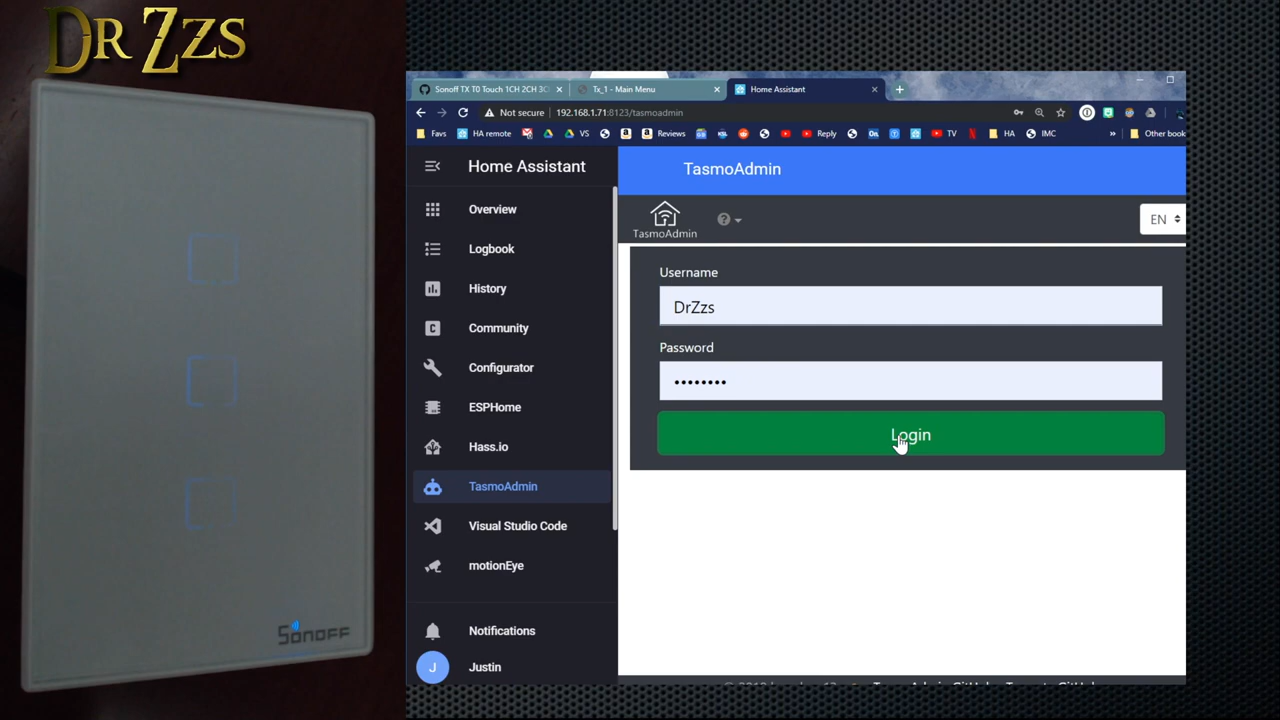 DR ZZS
SONOFF
Sonoff TX T0 Touch 1CH 2CH 3C
Tx_1 - Main Menu
Home Assistant
Not secure
192.168.1.71:8123/tasmoadmin
Favs
HA remote
VS
Reviews
Reply
TV
HA
IMC
Other book
Home Assistant
Overview
Logbook
History
Community
Configurator
ESPHome
Hass.io
TasmoAdmin
Visual Studio Code
motionEye
Notifications
J
Justin
TasmoAdmin
TasmoAdmin
EN
Username
DrZzs
Password
••••••••
Login